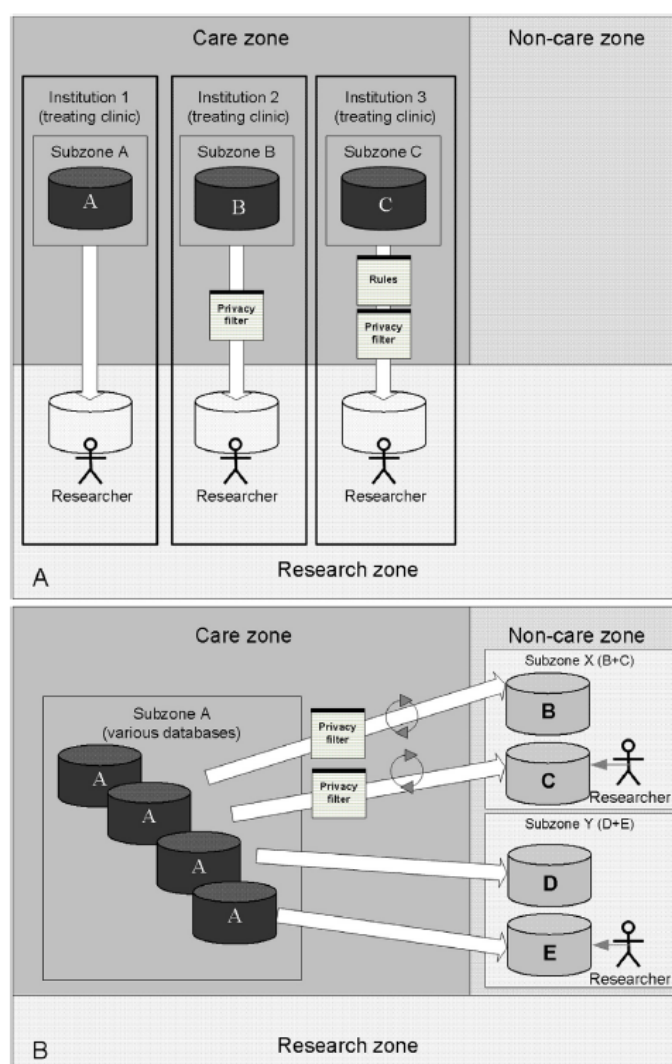 Care zone
Non-care zone
Institution 1
(treating clinic)
Institution 2
(treating clinic)
Institution 3
(treating clinic)
Subzone A
Subzone B
Subzone C
A
B
C
Rules
Privacy
filter
Privacy
filter
Researcher
Researcher
Researcher
A
Research zone
Care zone
Non-care zone
Subzone X (B+C)
Subzone A
(various databases)
Privacy
filter
B
A
Privacy
filter
C
Researcher
A
Subzone Y (D+E)
A
D
A
E
Researcher
B
Research zone